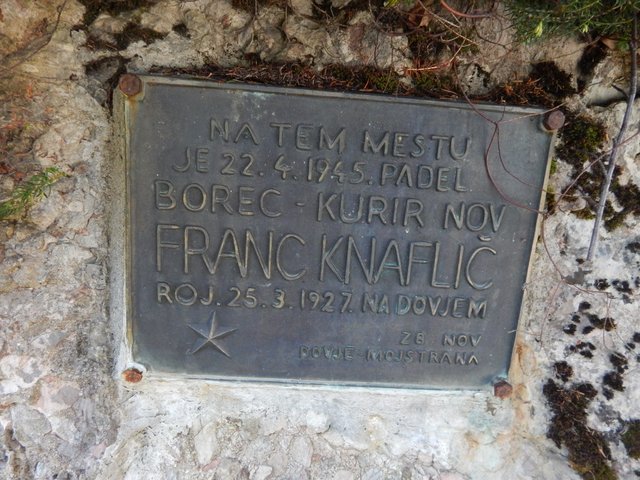 NA TEM MESTU
JE 22.4.1945. PADEL
BOREC - KURIR NOV
FRANC KNAFLIČ
ROJ. 25.3.1927. NA DOVJEM
ZB NOV
DOVJE-MOJSTRANA